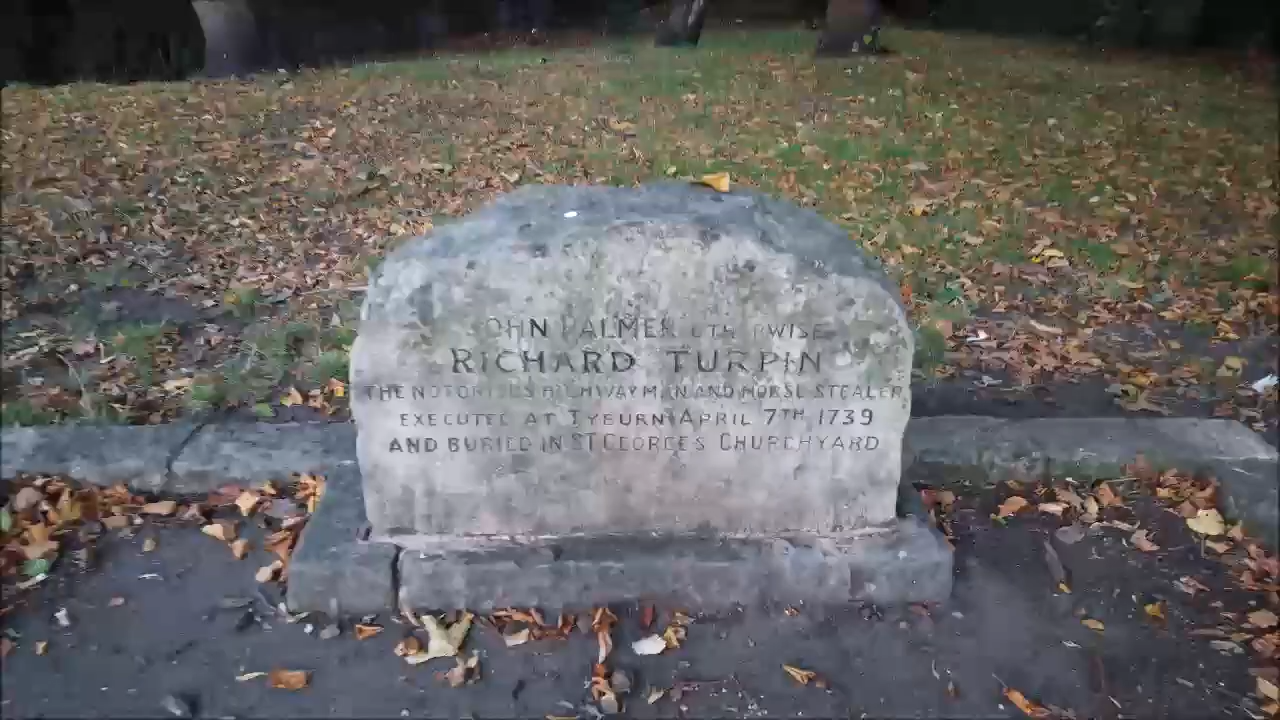 JOHN PALMER OTHERWISE
RICHARD TURPIN
THE NOTORIOUS HIGHWAYMAN AND HORSE STEALER
EXECUTED AT TYBURN APRIL 7TH 1739
AND BURIED IN ST GEORGES CHURCHYARD